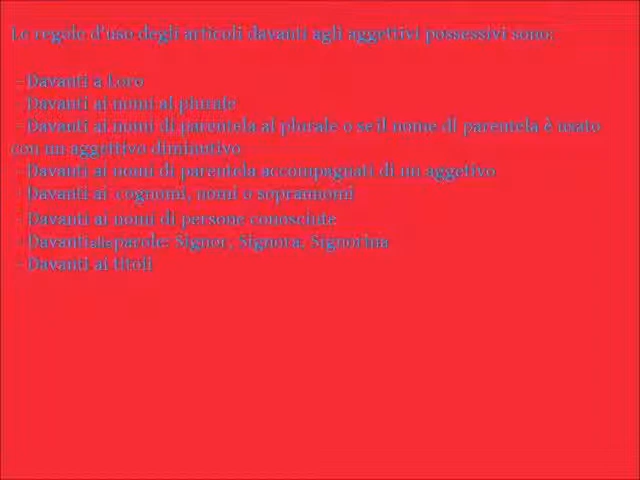 Le regole d'uso degli articoli davanti agli aggettivi possessivi sono:
- Davanti a Loro
- Davanti ai nomi al plurale
- Davanti ai nomi di parentela al plurale o se il nome di parentela è usato
con un aggettivo diminutivo
- Davanti ai nomi di parentela accompagnati di un aggetivo
- Davanti ai cognomi, nomi o soprannomi
- Davanti ai nomi di persone conosciute
- Davanti alle parole: Signor, Signora, Signorina
- Davanti ai titoli